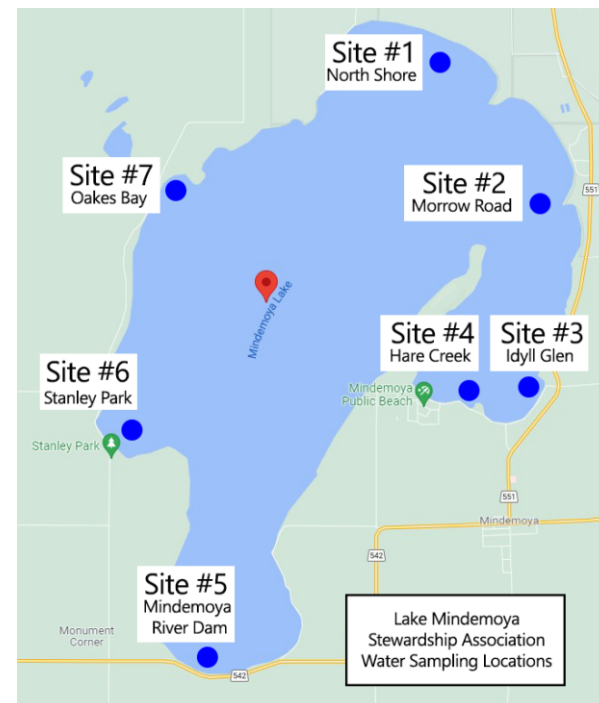 Site #1
North Shore
Site #7
Oakes Bay
Site #2
Morrow Road
551
Mindemoya Lake
Site #4
Hare Creek
Site #3
Idyll Glen
Site #6
Stanley Park
Mindemoya
Public Beach
Stanley Park
551
Mindemoya
542
Site #5
Mindemoya
River Dam
Monument
Corner
542
Lake Mindemoya
Stewardship Association
Water Sampling Locations